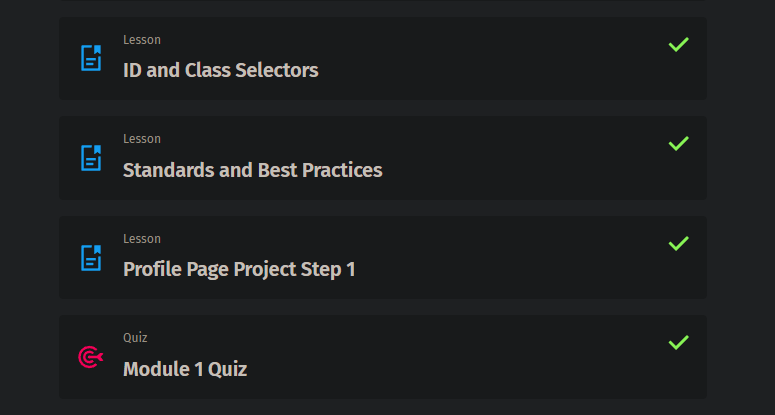 Lesson
ID and Class Selectors
Lesson
Standards and Best Practices
Lesson
Profile Page Project Step 1
Quiz
Module 1 Quiz